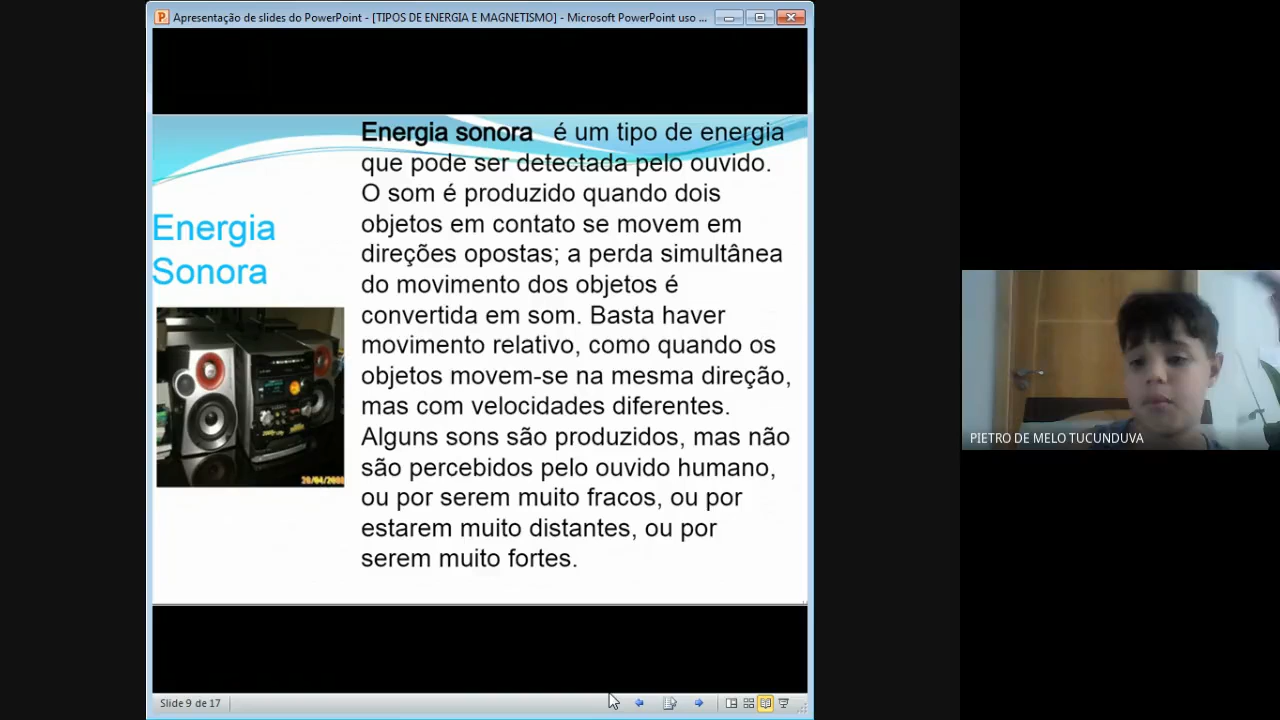 Apresentação de slides do PowerPoint - [TIPOS DE ENERGIA E MAGNETISMO] - Microsoft PowerPoint uso ...
Energia sonora é um tipo de energia
que pode ser detectada pelo ouvido.
O som é produzido quando dois
objetos em contato se movem em
direções opostas; a perda simultânea
do movimento dos objetos é
convertida em som. Basta haver
movimento relativo, como quando os
objetos movem-se na mesma direção,
mas com velocidades diferentes.
Alguns sons são produzidos, mas não
são percebidos pelo ouvido humano,
ou por serem muito fracos, ou por
estarem muito distantes, ou por
serem muito fortes.
Energia
Sonora
PIETRO DE MELO TUCUNDUVA
Slide 9 de 17